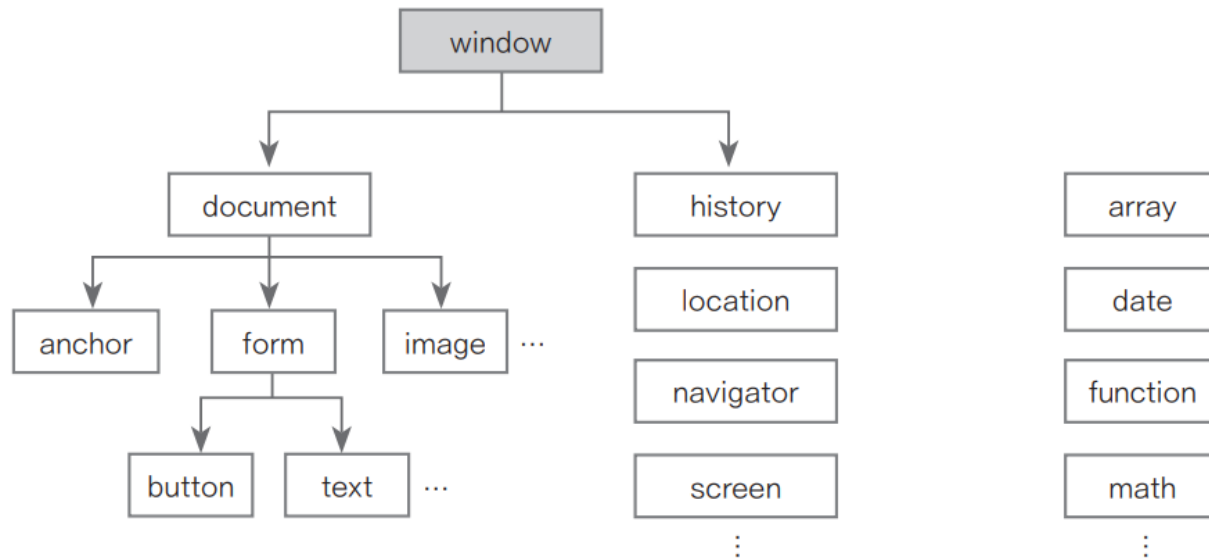 window
document
history
array
anchor
form
image
...
location
date
navigator
function
button
text
...
screen
math
⋮
⋮